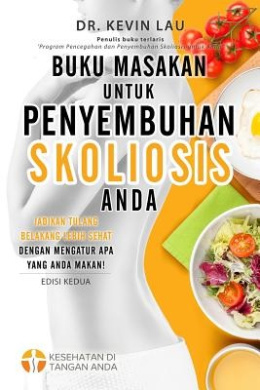 DR. KEVIN LAU
Penulis buku terlaris
'Program Pencegahan dan Penyembuhan Skoliosis
BUKU MASAKAN
UNTUK
PENYEMBUHAN
SKOLIOSIS
ANDA
JADIKAN TULANG
BELAKANG LEBIH SEHAT
DENGAN MENGATUR APA
YANG ANDA MAKAN!
EDISI KEDUA
KESEHATAN DI
TANGAN ANDA